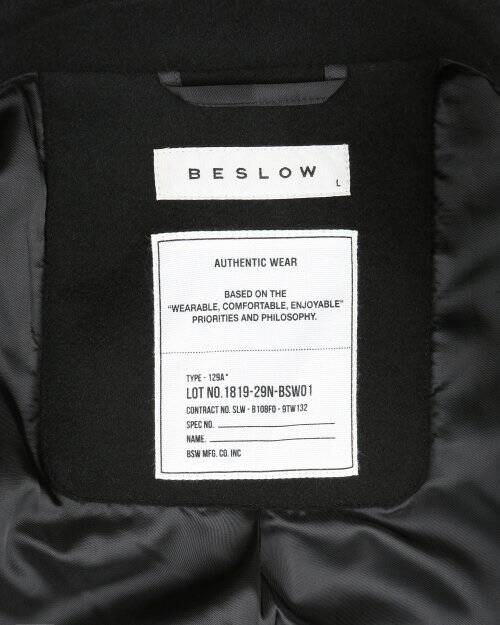 BESLOW
L
AUTHENTIC WEAR
BASED ON THE
"WEARABLE, COMFORTABLE, ENJOYABLE"
PRIORITIES AND PHILOSOPHY.
TYPE - 129A*
LOT NO. 1819-29N-BSW01
CONTRACT NO. SLW - B108F0 - 9TW132
SPEC NO.
NAME.
BSW MFG. CO. INC